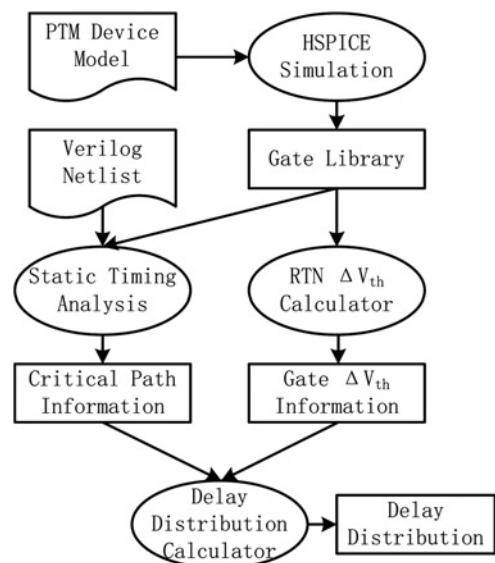 PTM Device
Model
HSPICE
Simulation
Verilog
Netlist
Gate Library
Static Timing
Analysis
RTN ΔVth
Calculator
Critical Path
Information
Gate ΔVth
Information
Delay
Distribution
Calculator
Delay
Distribution